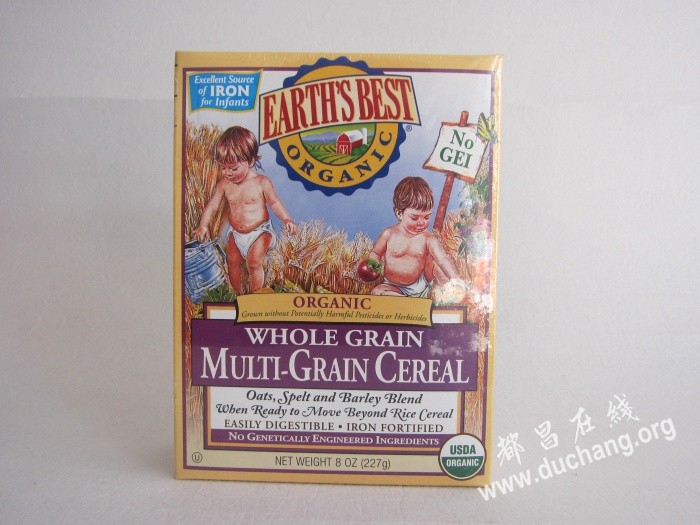 Excellent Source
of IRON
for Infants
EARTH'S BEST
®
ORGANIC
No
GEI
ORGANIC
Grown without Potentially Harmful Pesticides or Herbicides
WHOLE GRAIN
MULTI-GRAIN CEREAL
Oats, Spelt and Barley Blend
When Ready to Move Beyond Rice Cereal
EASILY DIGESTIBLE • IRON FORTIFIED
NO GENETICALLY ENGINEERED INGREDIENTS
U
NET WEIGHT 8 OZ (227g)
USDA
ORGANIC
都昌在线
www.duchang.org